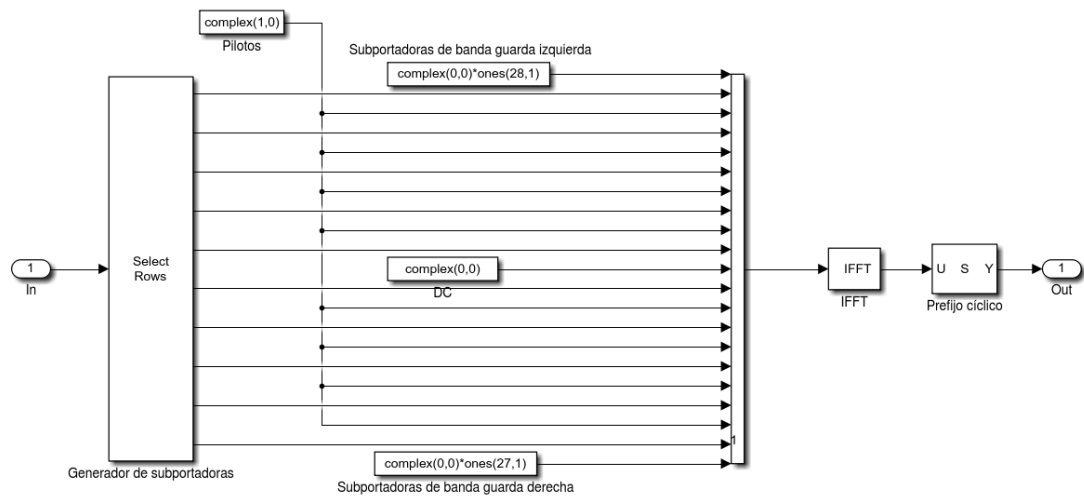 complex(1,0)
Pilotos
Subportadoras de banda guarda izquierda
complex(0,0)*ones(28,1)
Select
Rows
1
In
complex(0,0)
DC
IFFT
IFFT
U S Y
Prefijo cíclico
1
Out
1
Generador de subportadoras
complex(0,0)*ones(27,1)
Subportadoras de banda guarda derecha